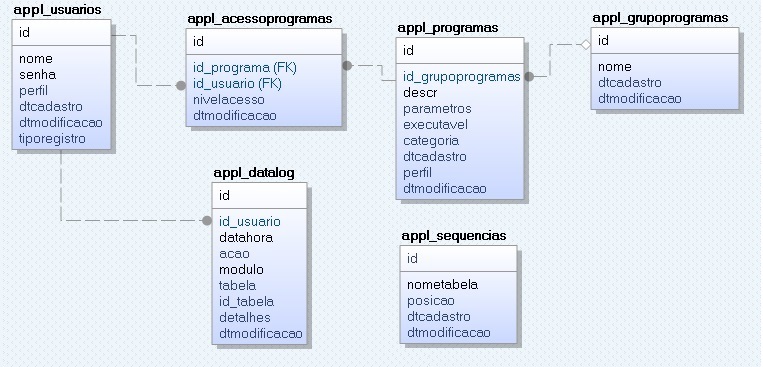 appl_usuarios
id
nome
senha
perfil
dtcadastro
dtmodificacao
tiporegistro
appl_acessoprogramas
id
id_programa (FK)
id_usuario (FK)
nivelacesso
dtmodificacao
appl_programas
id
id_grupoprogramas
descr
parametros
executavel
categoria
dtcadastro
perfil
dtmodificacao
appl_grupoprogramas
id
nome
dtcadastro
dtmodificacao
appl_datalog
id
id_usuario
datahora
acao
modulo
tabela
id_tabela
detalhes
dtmodificacao
appl_sequencias
id
nometabela
posicao
dtcadastro
dtmodificacao